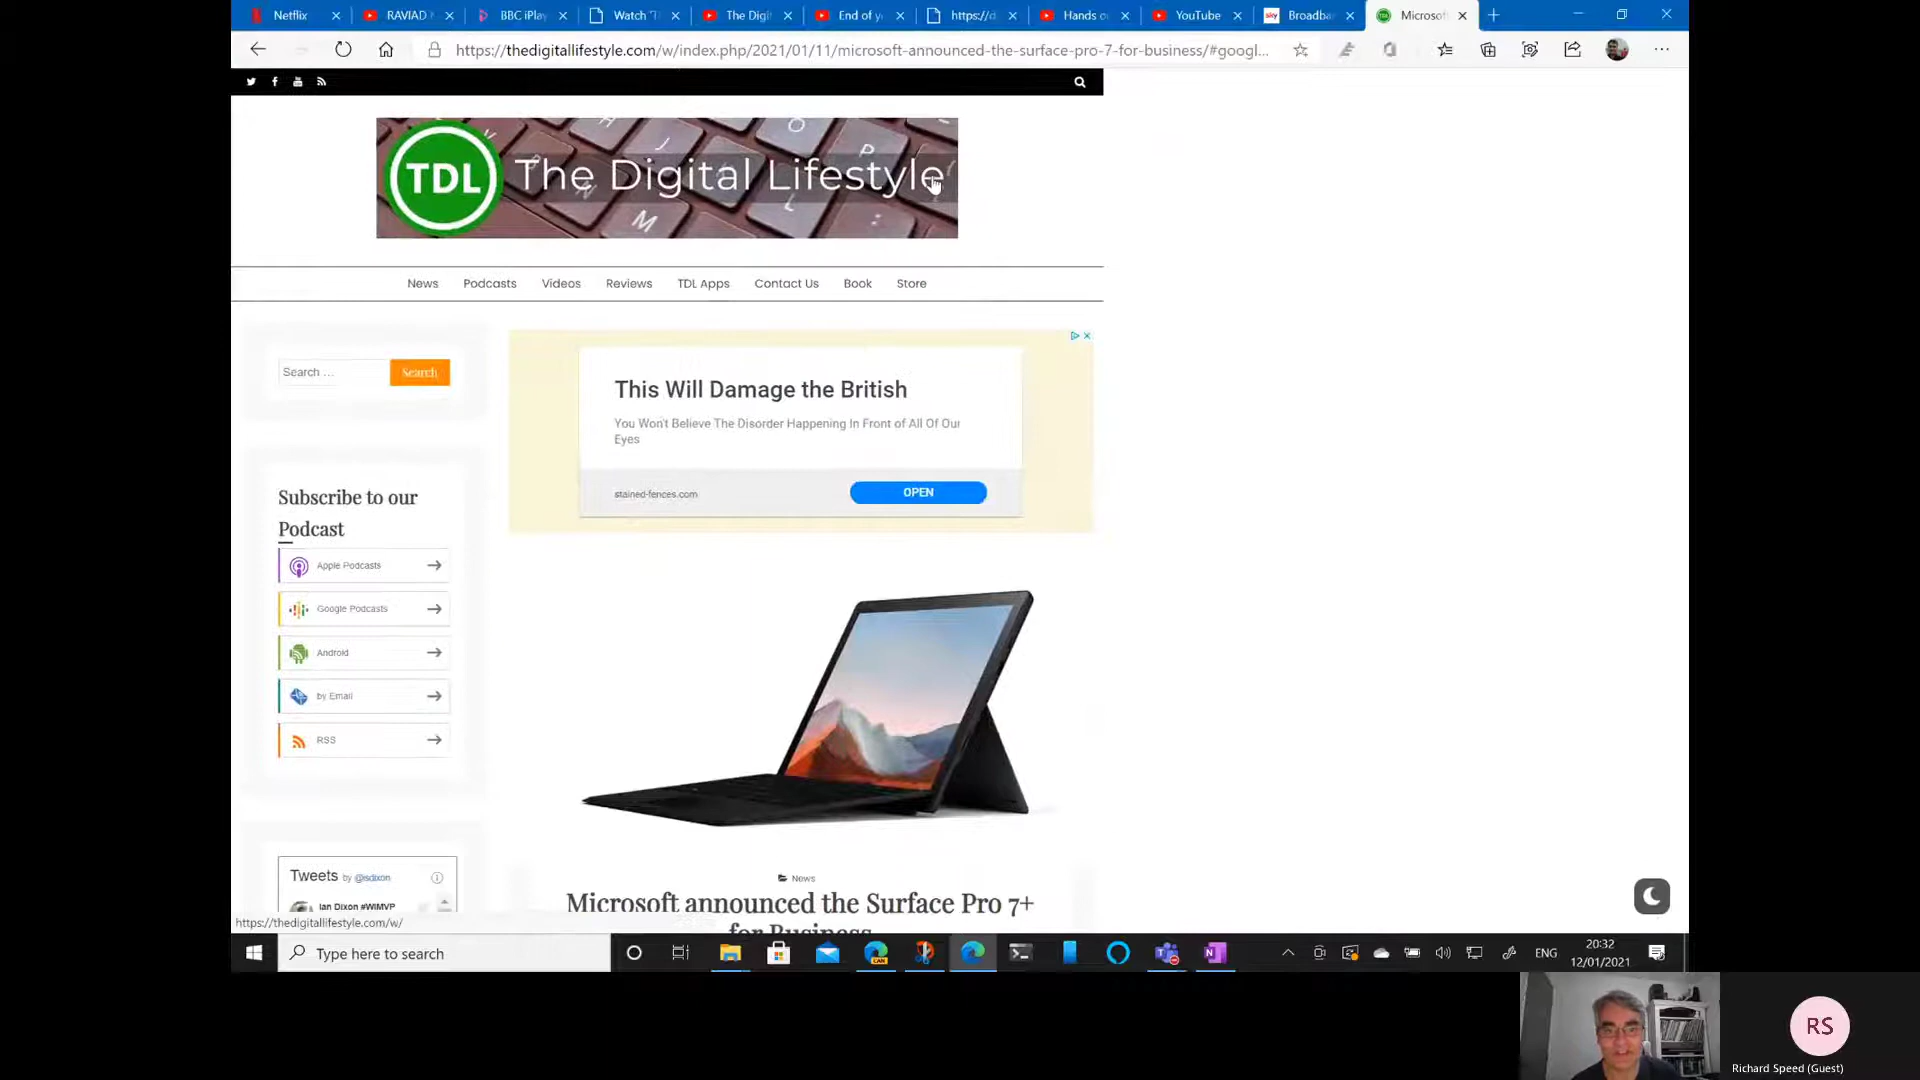 Netflix
RAVIAD
BBC iPlay
Watch "T
The Digi
End of y
https://d
Hands o
YouTube
sky
Broadba
Microsof
https://thedigitallifestyle.com/w/index.php/2021/01/11/microsoft-announced-the-surface-pro-7-for-business/#googl...
TDL The Digital Lifestyle
News Podcasts Videos Reviews TDL Apps Contact Us Book Store
Search ... Search
This Will Damage the British
You Won't Believe The Disorder Happening In Front of All Of Our
Eyes
stained-fences.com OPEN
Subscribe to our
Podcast
Apple Podcasts
Google Podcasts
Android
by Email
RSS
Tweets by @isdixon
Ian Dixon #WIMVP
News
Microsoft announced the Surface Pro 7+
for Business
https://thedigitallifestyle.com/w/
Type here to search
CAN
ENG
20:32
12/01/2021
RS
Richard Speed (Guest)